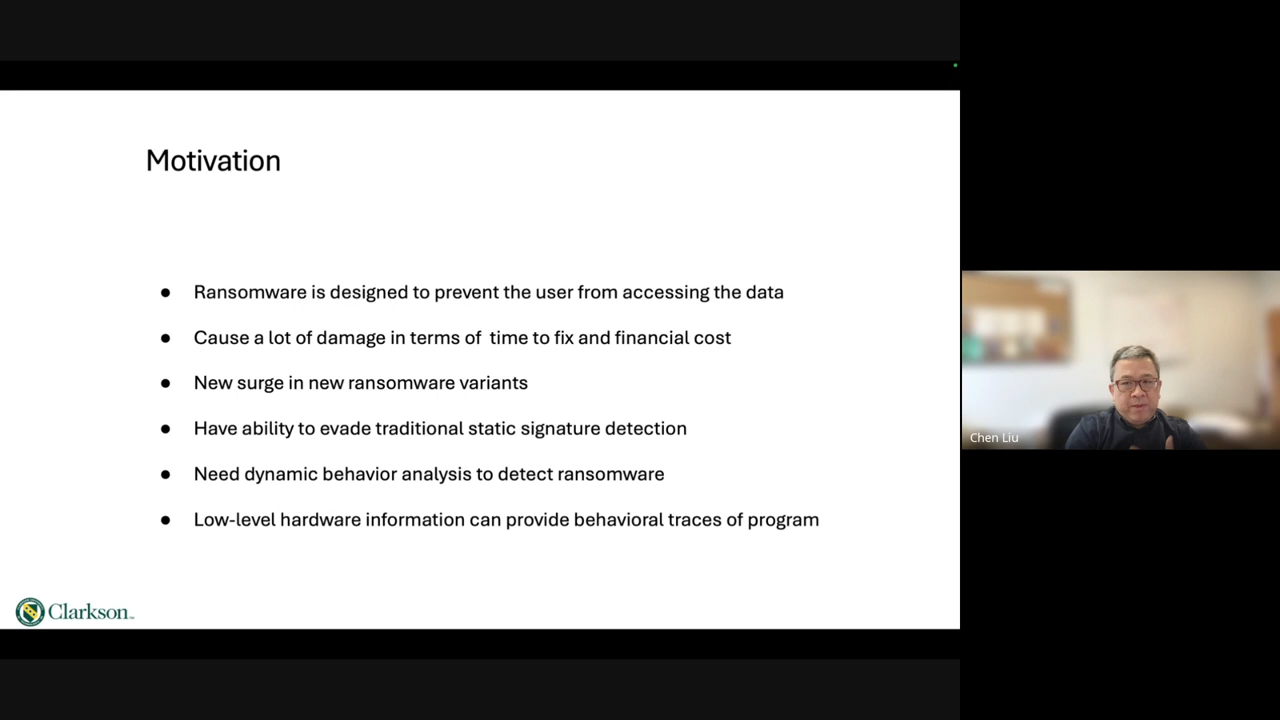 Motivation
● Ransomware is designed to prevent the user from accessing the data
● Cause a lot of damage in terms of  time to fix and financial cost
● New surge in new ransomware variants
● Have ability to evade traditional static signature detection
● Need dynamic behavior analysis to detect ransomware
● Low-level hardware information can provide behavioral traces of program
Clarkson
Chen Liu